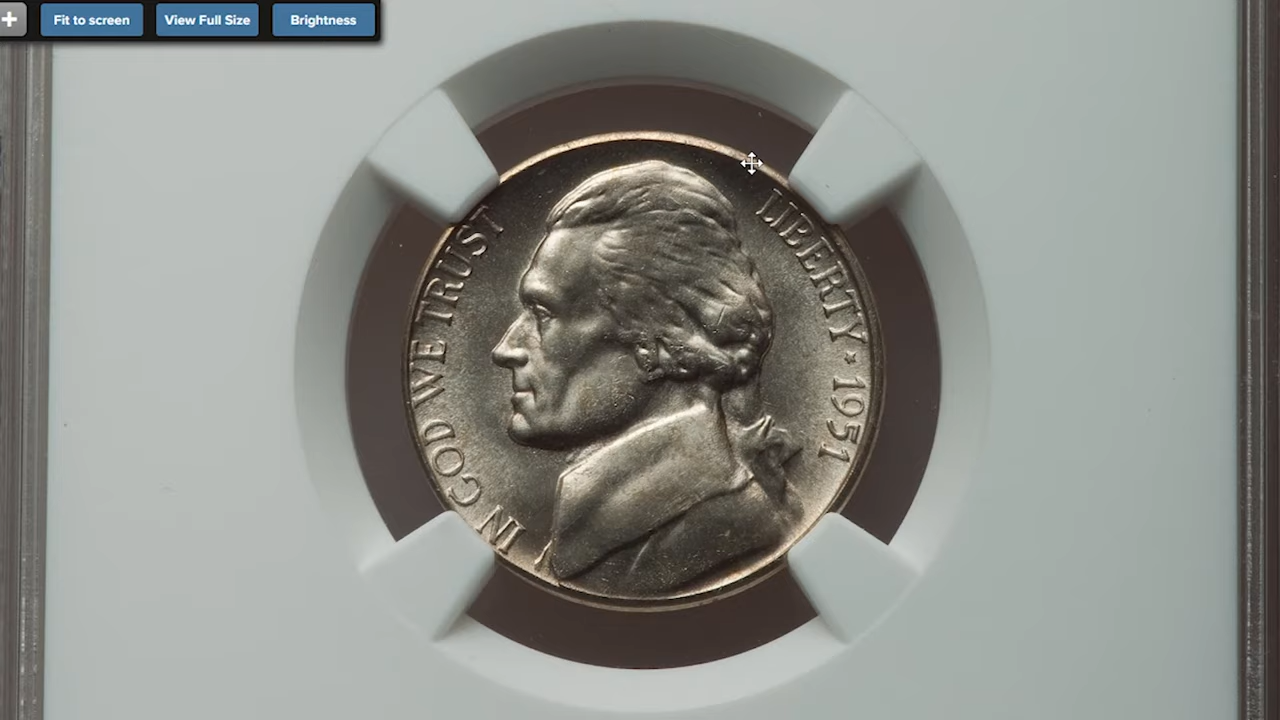 Fit to screen
View Full Size
Brightness
IN GOD WE TRUST
LIBERTY * 1951